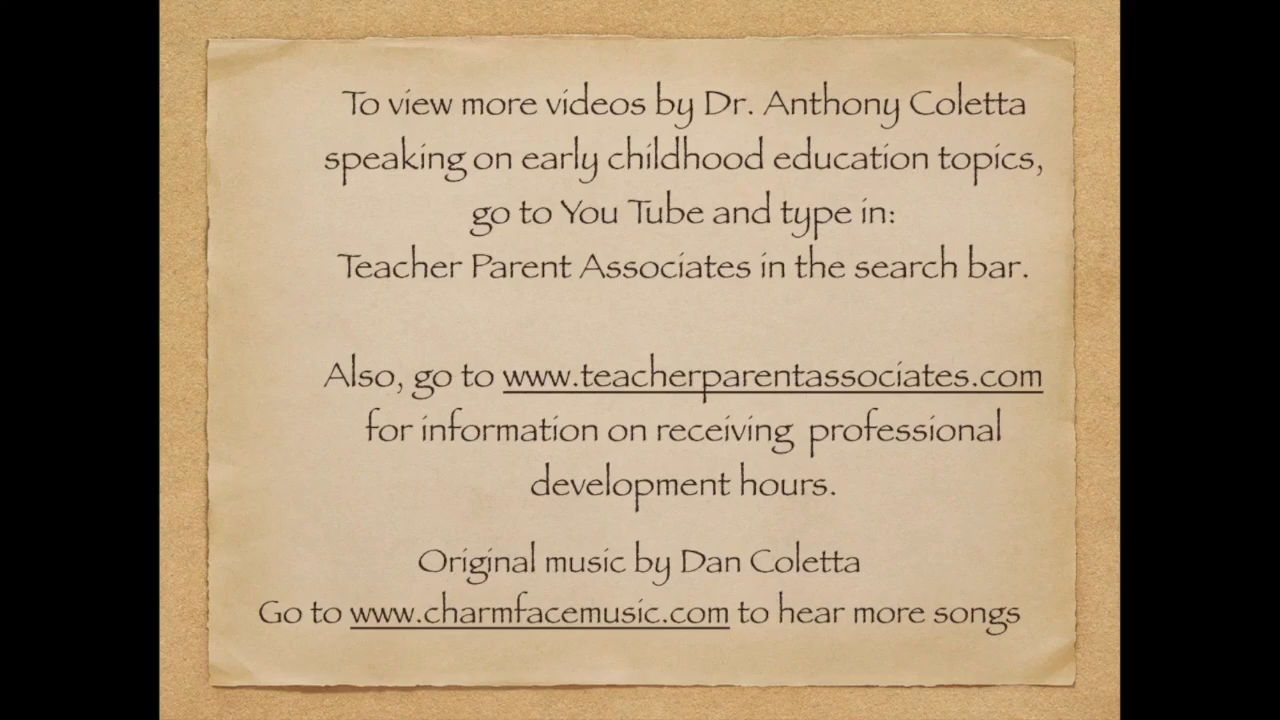 To view more videos by Dr. Anthony Coletta
speaking on early childhood education topics,
go to You Tube and type in:
Teacher Parent Associates in the search bar.
Also, go to www.teacherparentassociates.com
for information on receiving professional
development hours.
Original music by Dan Coletta
Go to www.charmfacemusic.com to hear more songs